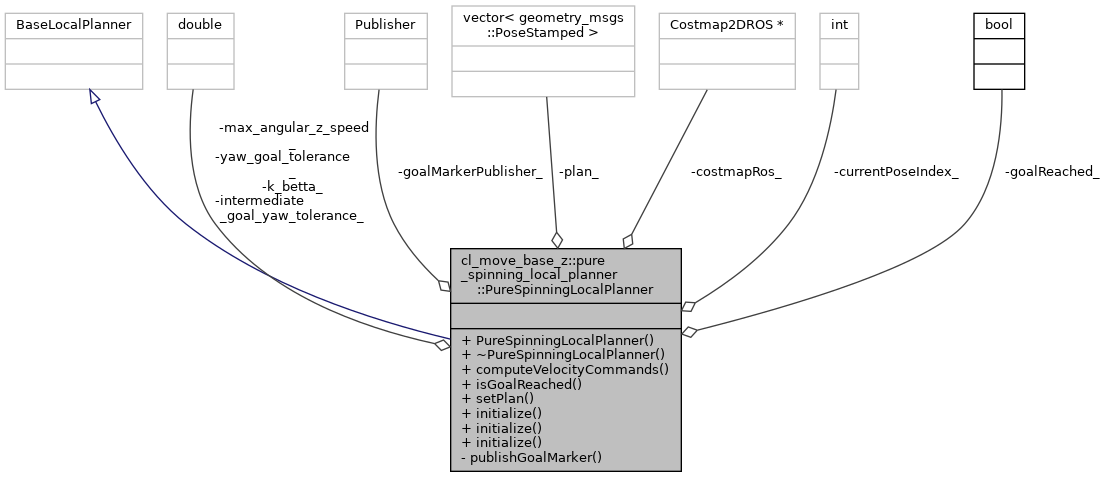 BaseLocalPlanner
double
Publisher
vector< geometry_msgs
::PoseStamped >
Costmap2DROS *
int
bool
-max_angular_z_speed
_
-yaw_goal_tolerance
_
-k_betta_
-intermediate
_goal_yaw_tolerance_
-goalMarkerPublisher_
-plan_
-costmapRos_
-currentPoseIndex_
-goalReached_
cl_move_base_z::pure
_spinning_local_planner
::PureSpinningLocalPlanner
+ PureSpinningLocalPlanner()
+ ~PureSpinningLocalPlanner()
+ computeVelocityCommands()
+ isGoalReached()
+ setPlan()
+ initialize()
+ initialize()
+ initialize()
- publishGoalMarker()